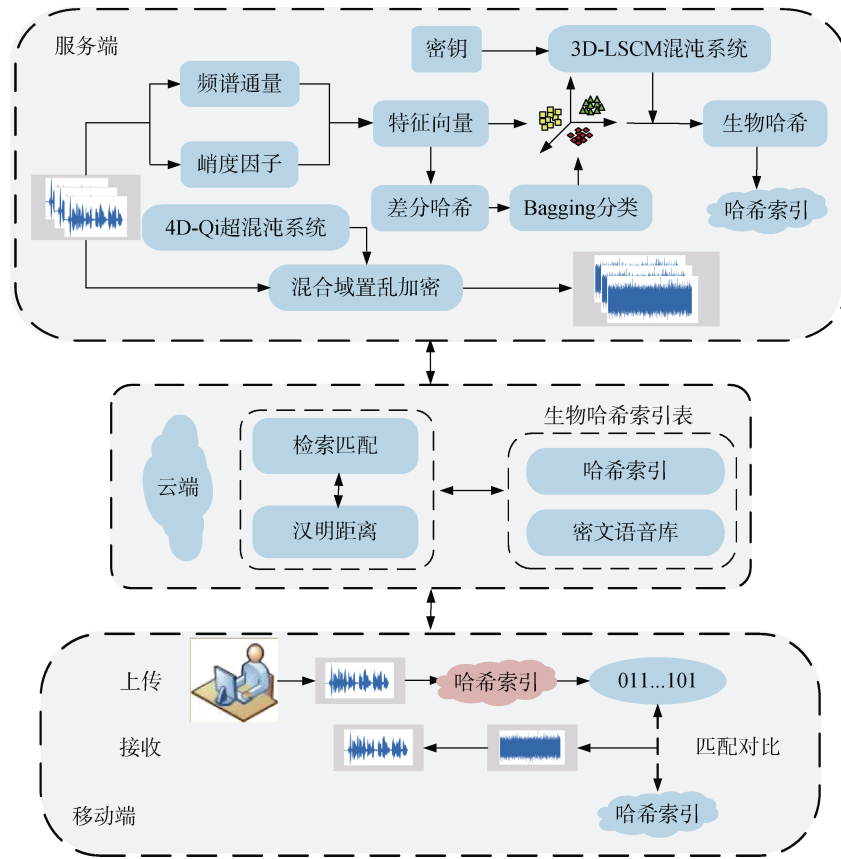 服务端
密钥
3D-LSCM混沌系统
频谱通量
特征向量
生物哈希
峭度因子
差分哈希
Bagging分类
哈希索引
4D-Qi超混沌系统
混合域置乱加密
云端
检索匹配
汉明距离
生物哈希索引表
哈希索引
密文语音库
上传
哈希索引
011...101
接收
匹配对比
哈希索引
移动端